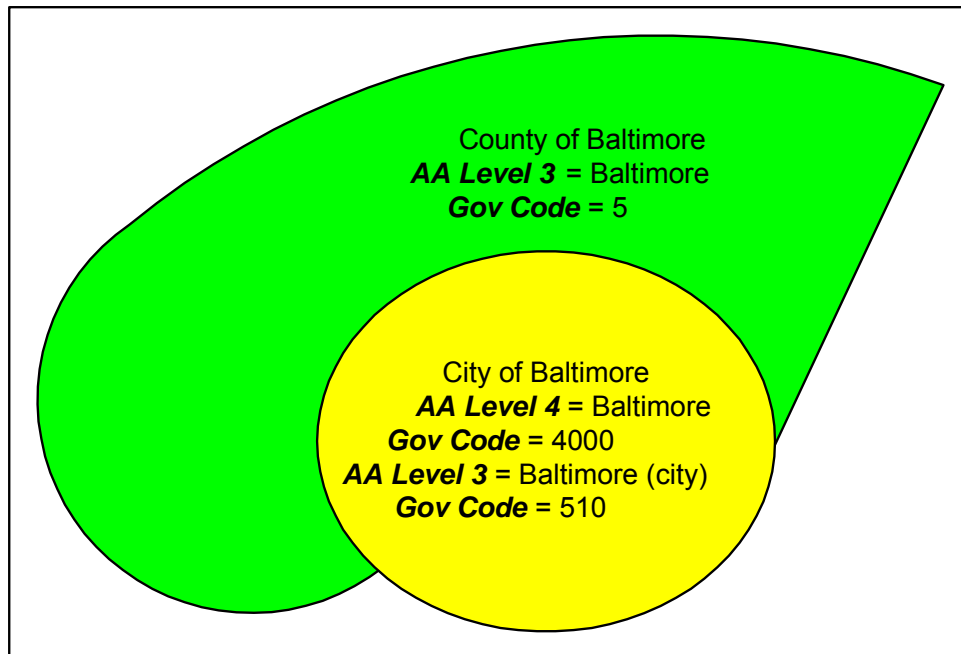 County of Baltimore
AA Level 3 = Baltimore
Gov Code = 5
City of Baltimore
AA Level 4 = Baltimore
Gov Code = 4000
AA Level 3 = Baltimore (city)
Gov Code = 510